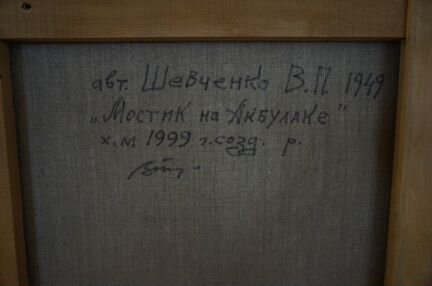 авт. Шевченко В.П. 1949
„Мостик на Акбулаке"
х.м 1999 г.созд. р.